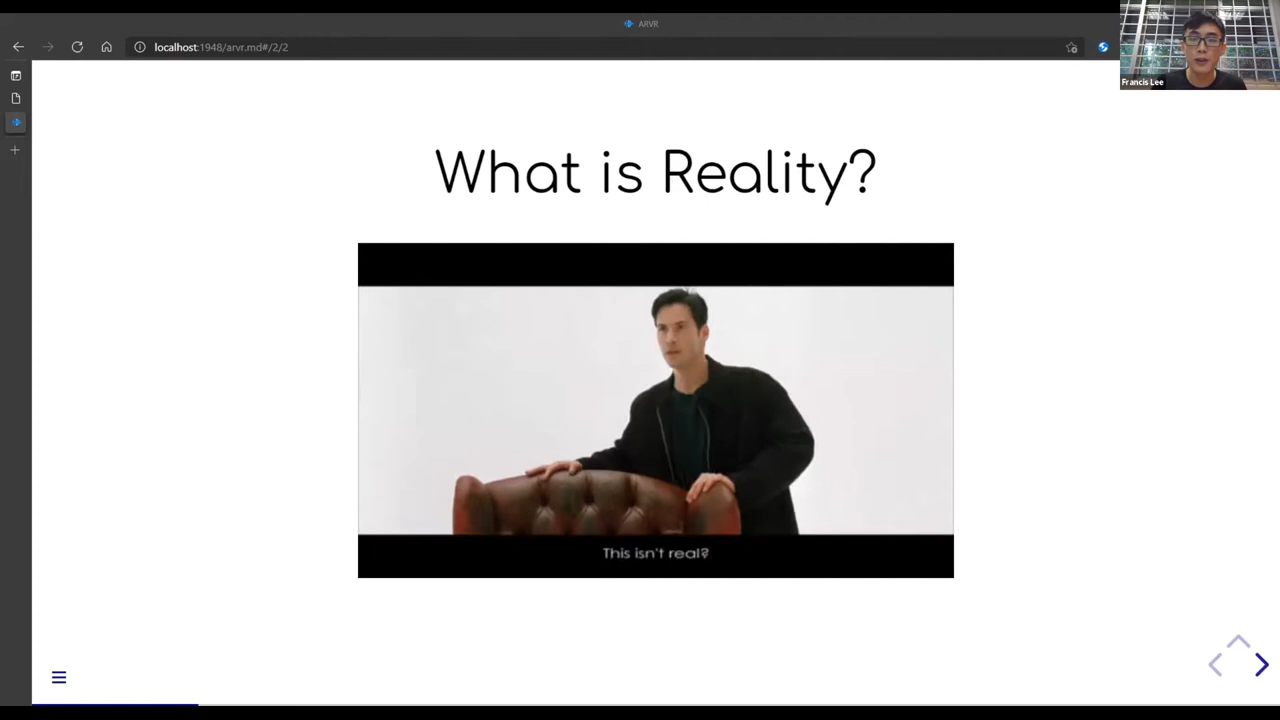 ARVR
localhost:1948/arvr.md#/2/2
Francis Lee
What is Reality?
This isn't real?